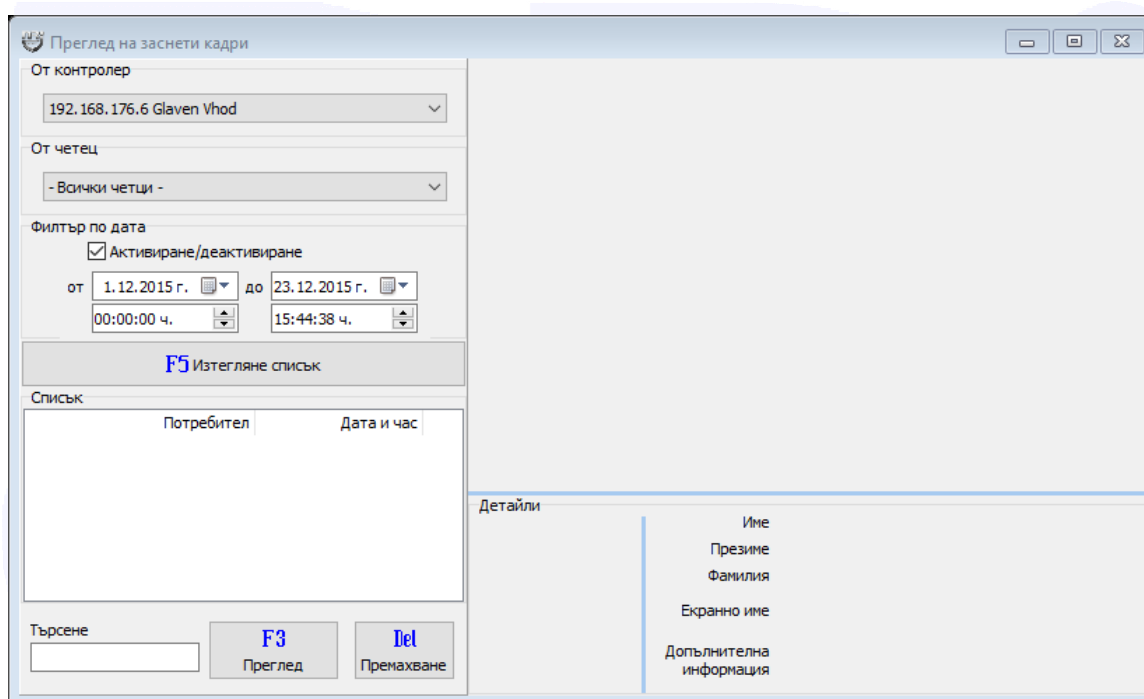 Преглед на заснети кадри
От контролер
192.168.176.6 Glaven Vhod
От четец
- Всички четци -
Филтър по дата
Активиране/деактивиране
от 1.12.2015 г. до 23.12.2015 г.
00:00:00 ч. 15:44:38 ч.
F5 Изтегляне списък
Списък
Потребител Дата и час
Търсене
F3 Преглед
Del Премахване
Детайли
Име
Презиме
Фамилия
Екранно име
Допълнителна
информация